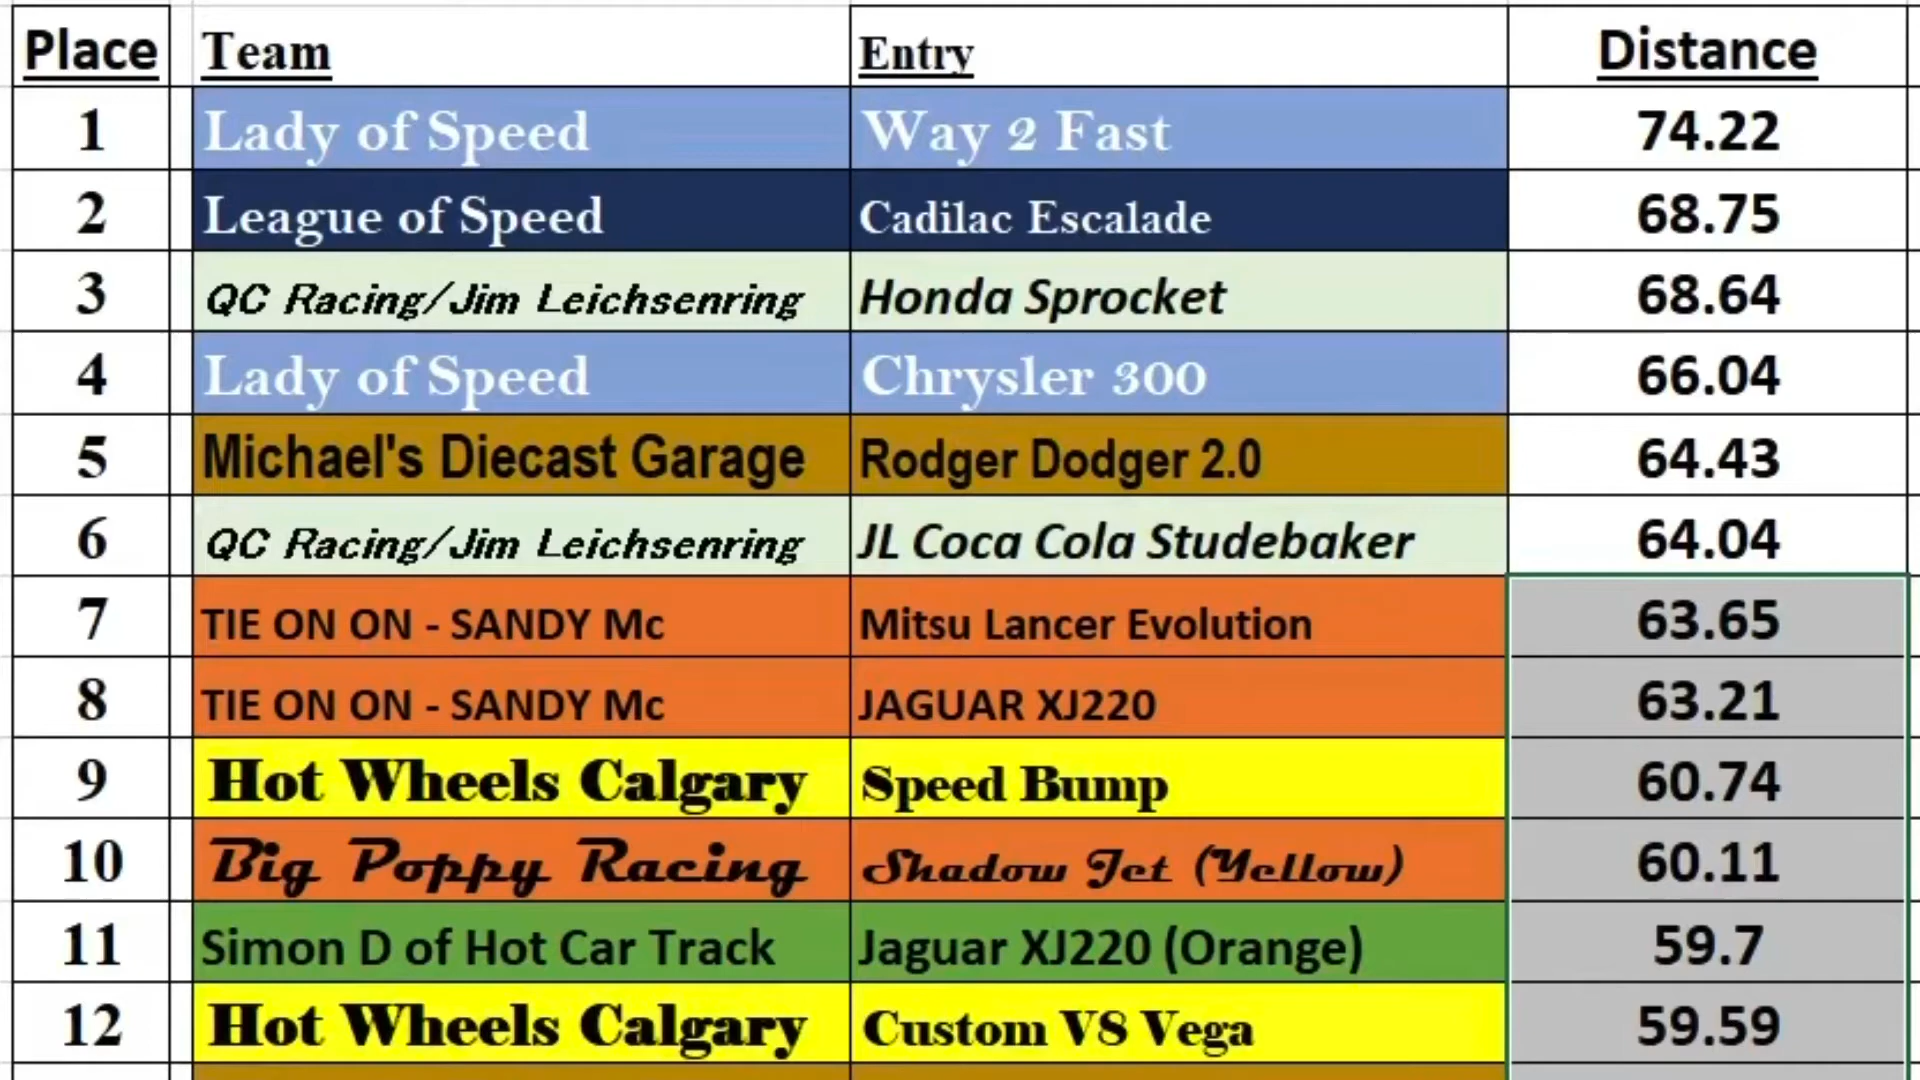 Place Team Entry Distance
1 Lady of Speed Way 2 Fast 74.22
2 League of Speed Cadilac Escalade 68.75
3 QC Racing/Jim Leichsenring Honda Sprocket 68.64
4 Lady of Speed Chrysler 300 66.04
5 Michael's Diecast Garage Rodger Dodger 2.0 64.43
6 QC Racing/Jim Leichsenring JL Coca Cola Studebaker 64.04
7 TIE ON ON - SANDY Mc Mitsu Lancer Evolution 63.65
8 TIE ON ON - SANDY Mc JAGUAR XJ220 63.21
9 Hot Wheels Calgary Speed Bump 60.74
10 Big Poppy Racing Shadow Jet (Yellow) 60.11
11 Simon D of Hot Car Track Jaguar XJ220 (Orange) 59.7
12 Hot Wheels Calgary Custom V8 Vega 59.59